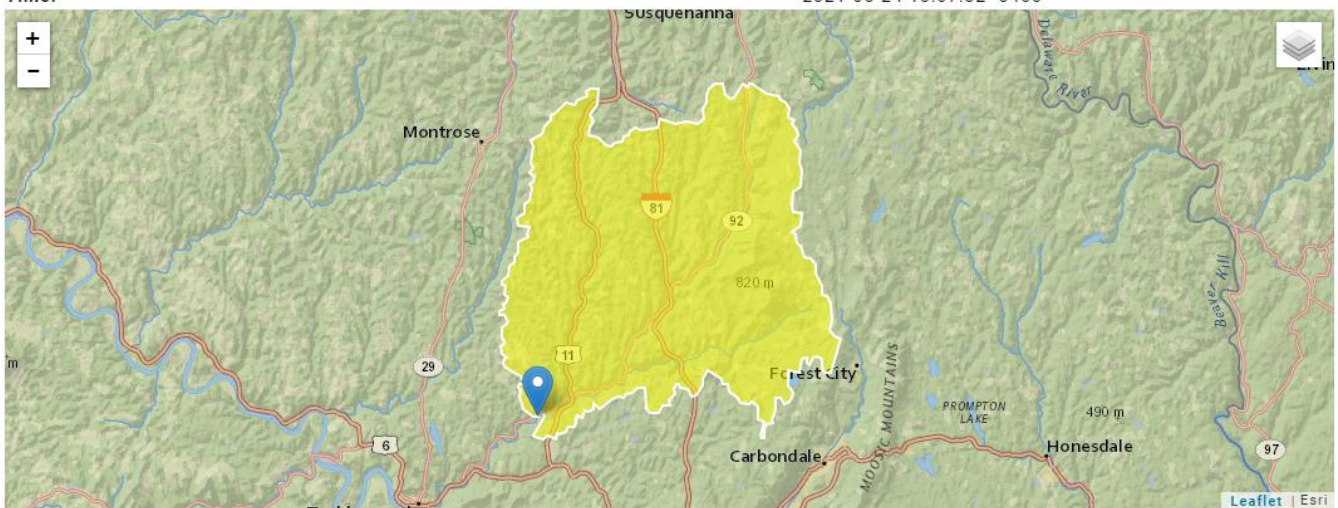 Susquehanna
+
−
Delaware River
Montrose
81
92
820 m
Beaver Kill
m
11
29
Forest City
MOOSIC MOUNTAINS
PROMPTON
LAKE
490 m
6
Carbondale
Honesdale
97
Leaflet | Esri